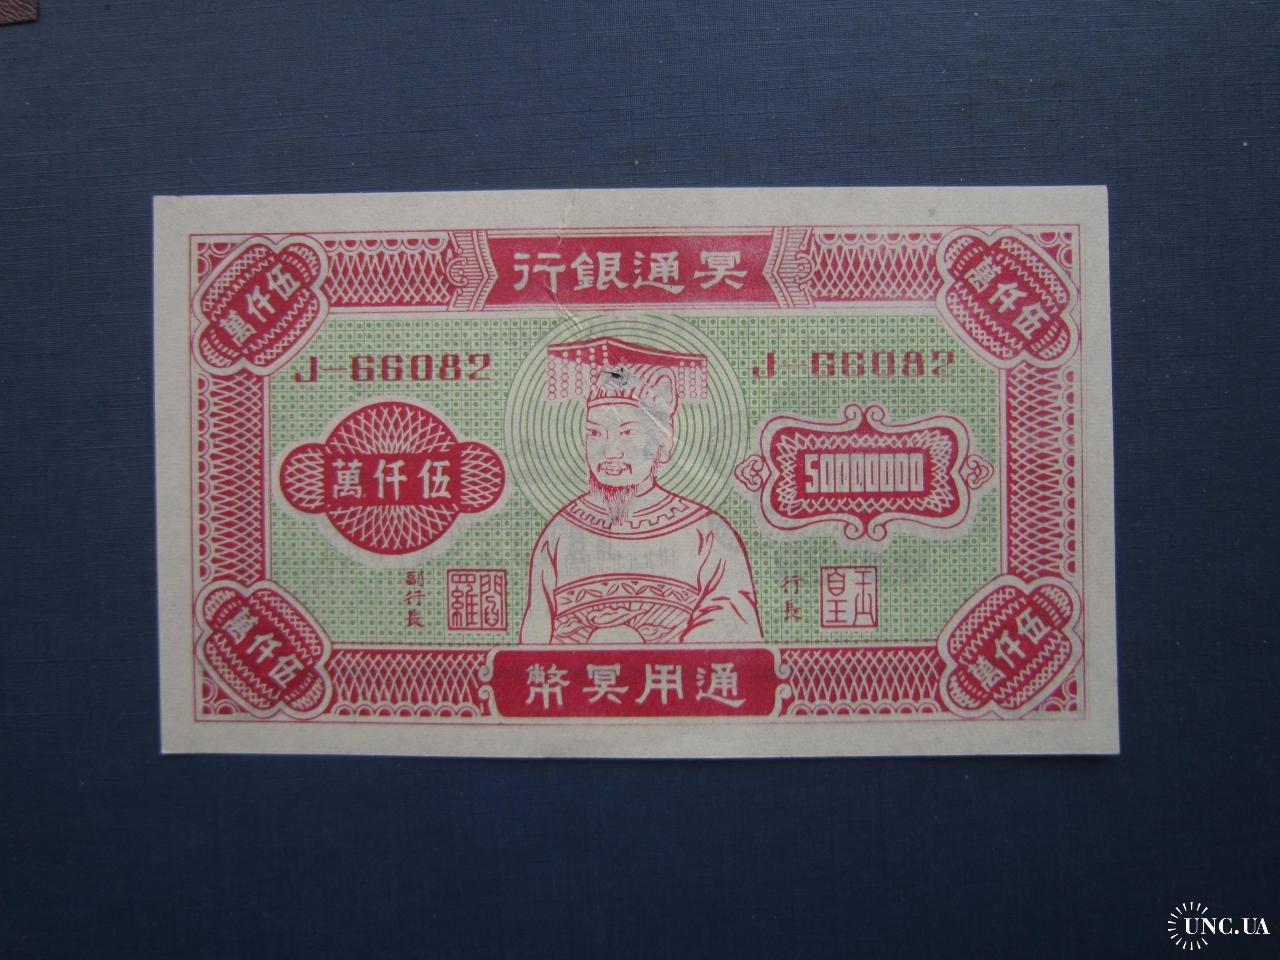 冥通銀行
伍仟萬
伍仟萬
J-66082
J-66082
伍仟萬
50000000
副行長
閻羅
行長
玉皇
伍仟萬
伍仟萬
通用冥幣
UNC.UA